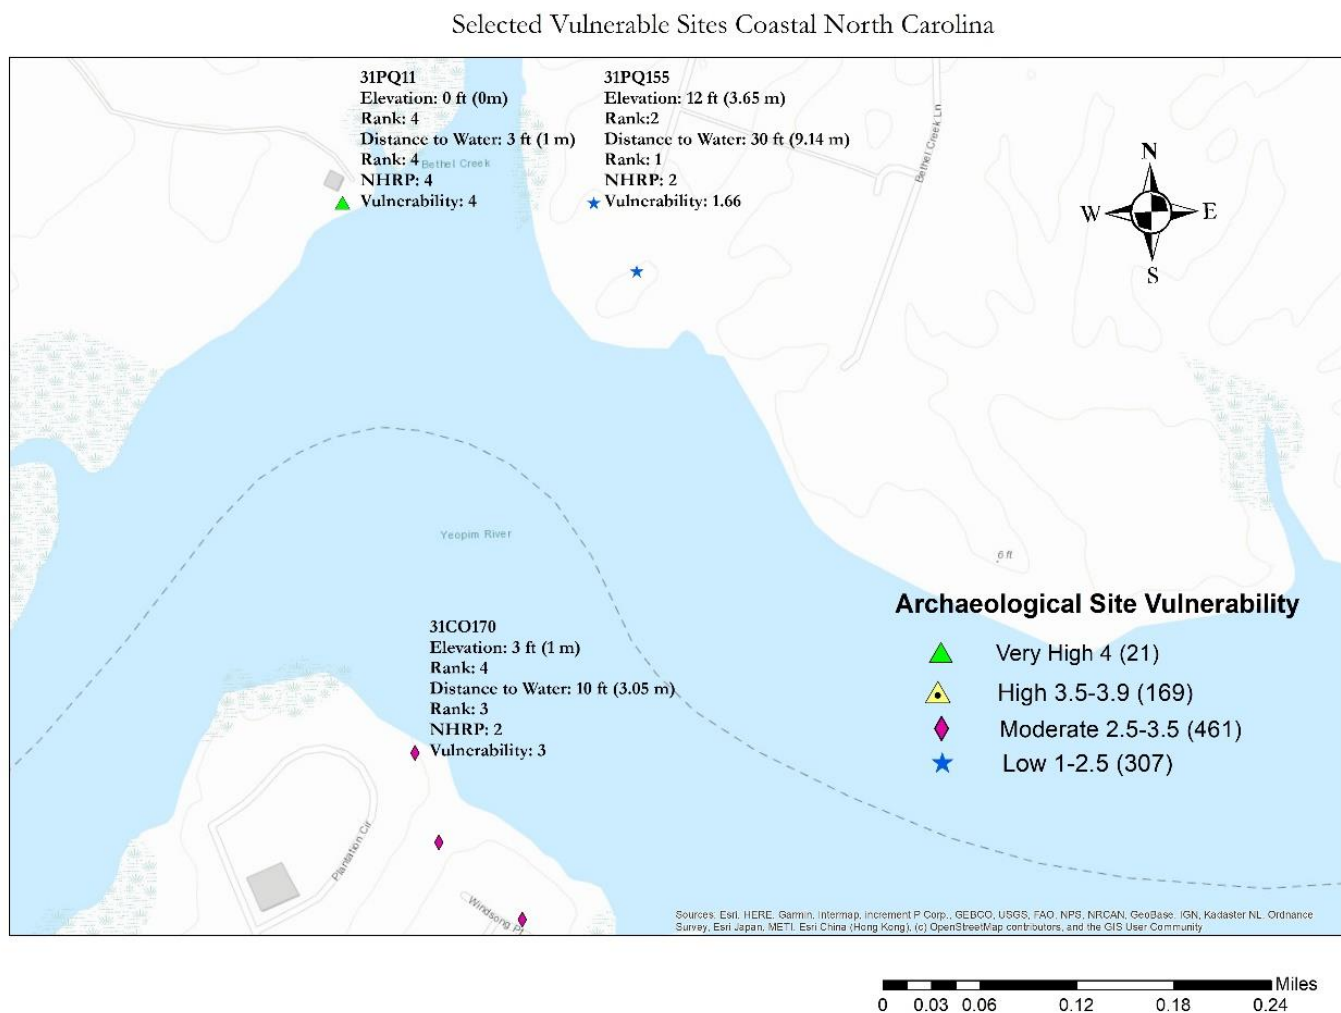 Selected Vulnerable Sites Coastal North Carolina
31PQ11
Elevation: 0 ft (0m)
Rank: 4
Distance to Water: 3 ft (1 m)
Rank: 4
NHRP: 4
Vulnerability: 4
Bethel Creek
31PQ155
Elevation: 12 ft (3.65 m)
Rank:2
Distance to Water: 30 ft (9.14 m)
Rank: 1
NHRP: 2
Vulnerability: 1.66
Bethel Creek Ln
N
W E
S
Yeopim River
6 ft
31CO170
Elevation: 3 ft (1 m)
Rank: 4
Distance to Water: 10 ft (3.05 m)
Rank: 3
NHRP: 2
Vulnerability: 3
Archaeological Site Vulnerability
Very High 4 (21)
High 3.5-3.9 (169)
Moderate 2.5-3.5 (461)
Low 1-2.5 (307)
Plantation Cir
Windsong Pl
Sources: Esri, HERE, Garmin, Intermap, increment P Corp., GEBCO, USGS, FAO, NPS, NRCAN, GeoBase, IGN, Kadaster NL, Ordnance
Survey, Esri Japan, METI, Esri China (Hong Kong), (c) OpenStreetMap contributors, and the GIS User Community
Miles
0 0.03 0.06 0.12 0.18 0.24